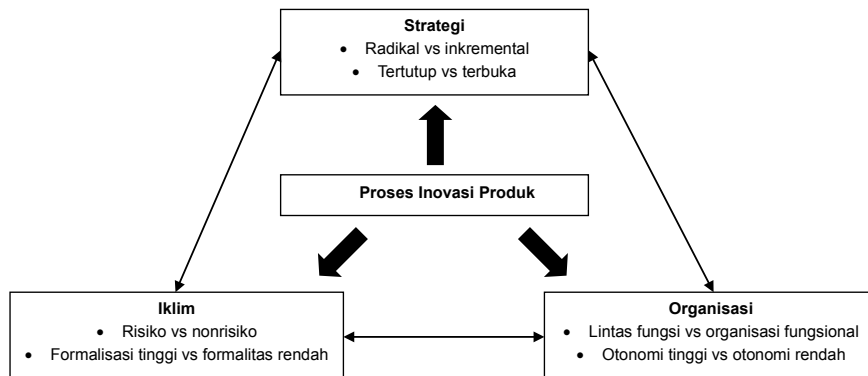 Strategi
• Radikal vs inkremental
• Tertutup vs terbuka
Proses Inovasi Produk
Iklim
• Risiko vs nonrisiko
• Formalisasi tinggi vs formalitas rendah
Organisasi
• Lintas fungsi vs organisasi fungsional
• Otonomi tinggi vs otonomi rendah